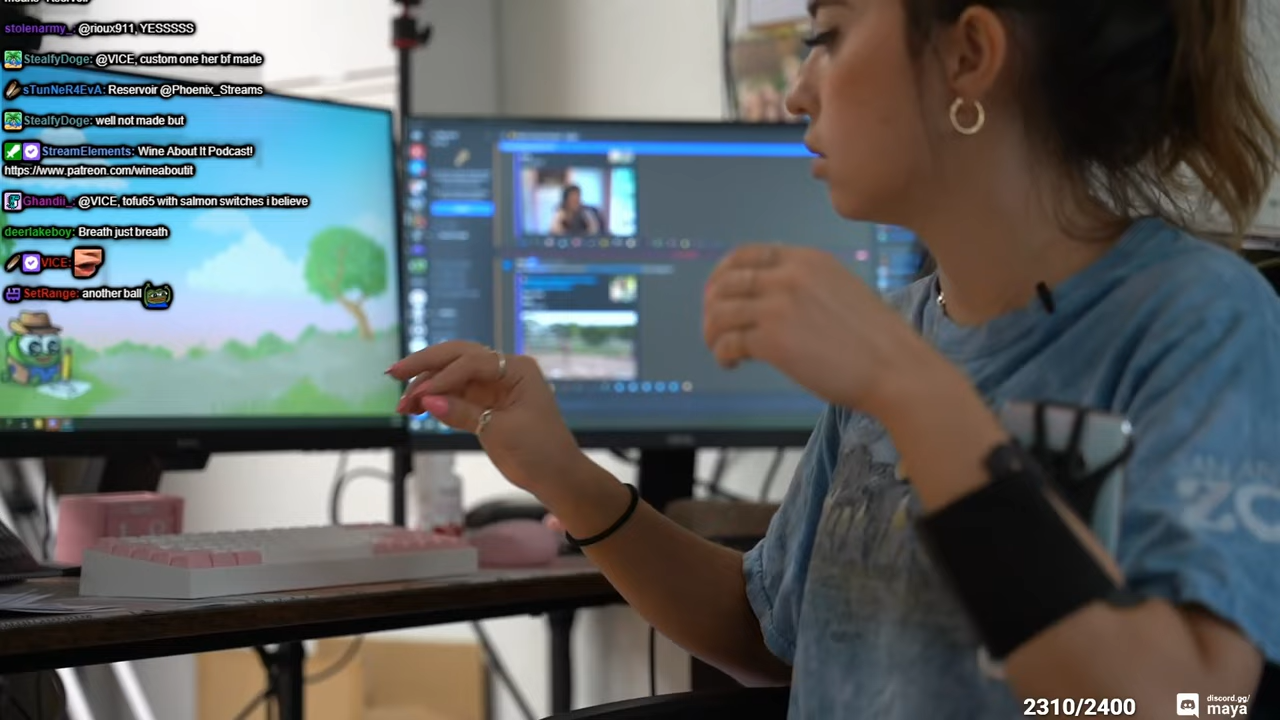 stolenarmy_: @rioux911, YESSSSS
StealfyDoge: @VICE, custom one her bf made
sTunNeR4EvA: Reservoir @Phoenix_Streams
StealfyDoge: well not made but
StreamElements: Wine About It Podcast!
https://www.patreon.com/wineaboutit
Ghandii_: @VICE, tofu65 with salmon switches i believe
deerlakeboy: Breath just breath
VICE:
SetRange: another ball
ZO
2310/2400
discord.gg/
maya